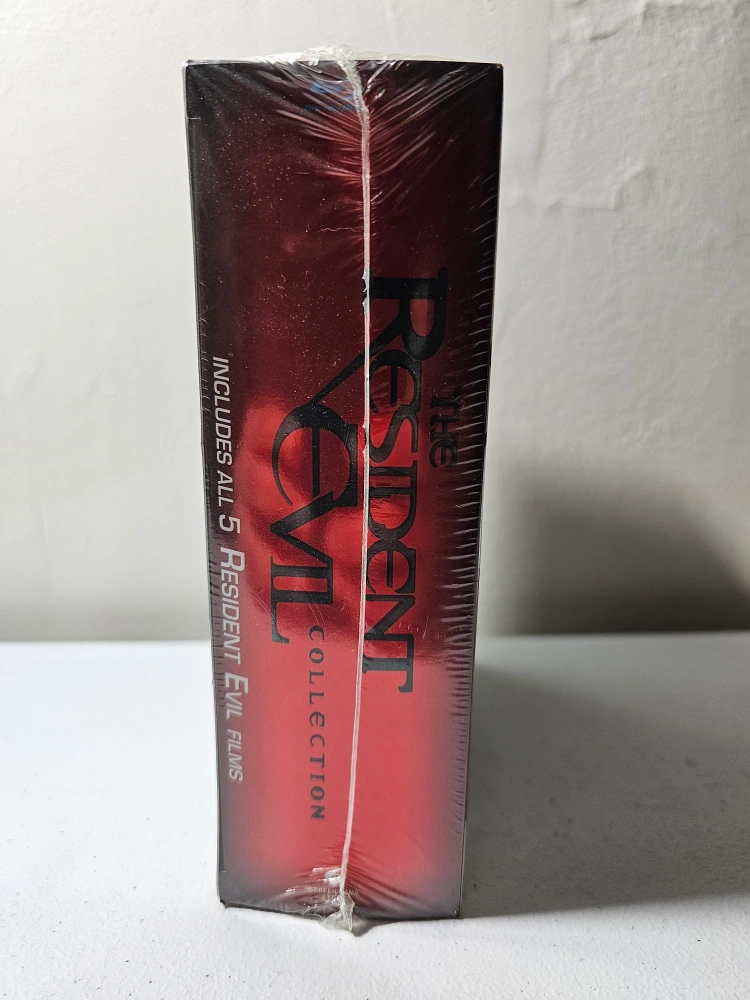 THE
RESIDENT
EVIL
COLLECTION
INCLUDES ALL 5 RESIDENT EVIL FILMS